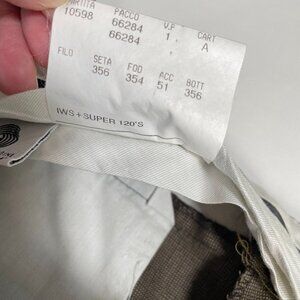 PARTITA PACCO V.P CART
10598 66284 1 A
66284 .
FILO SETA FOD ACC BOTT
356 354 51 356
IWS + SUPER 120'S